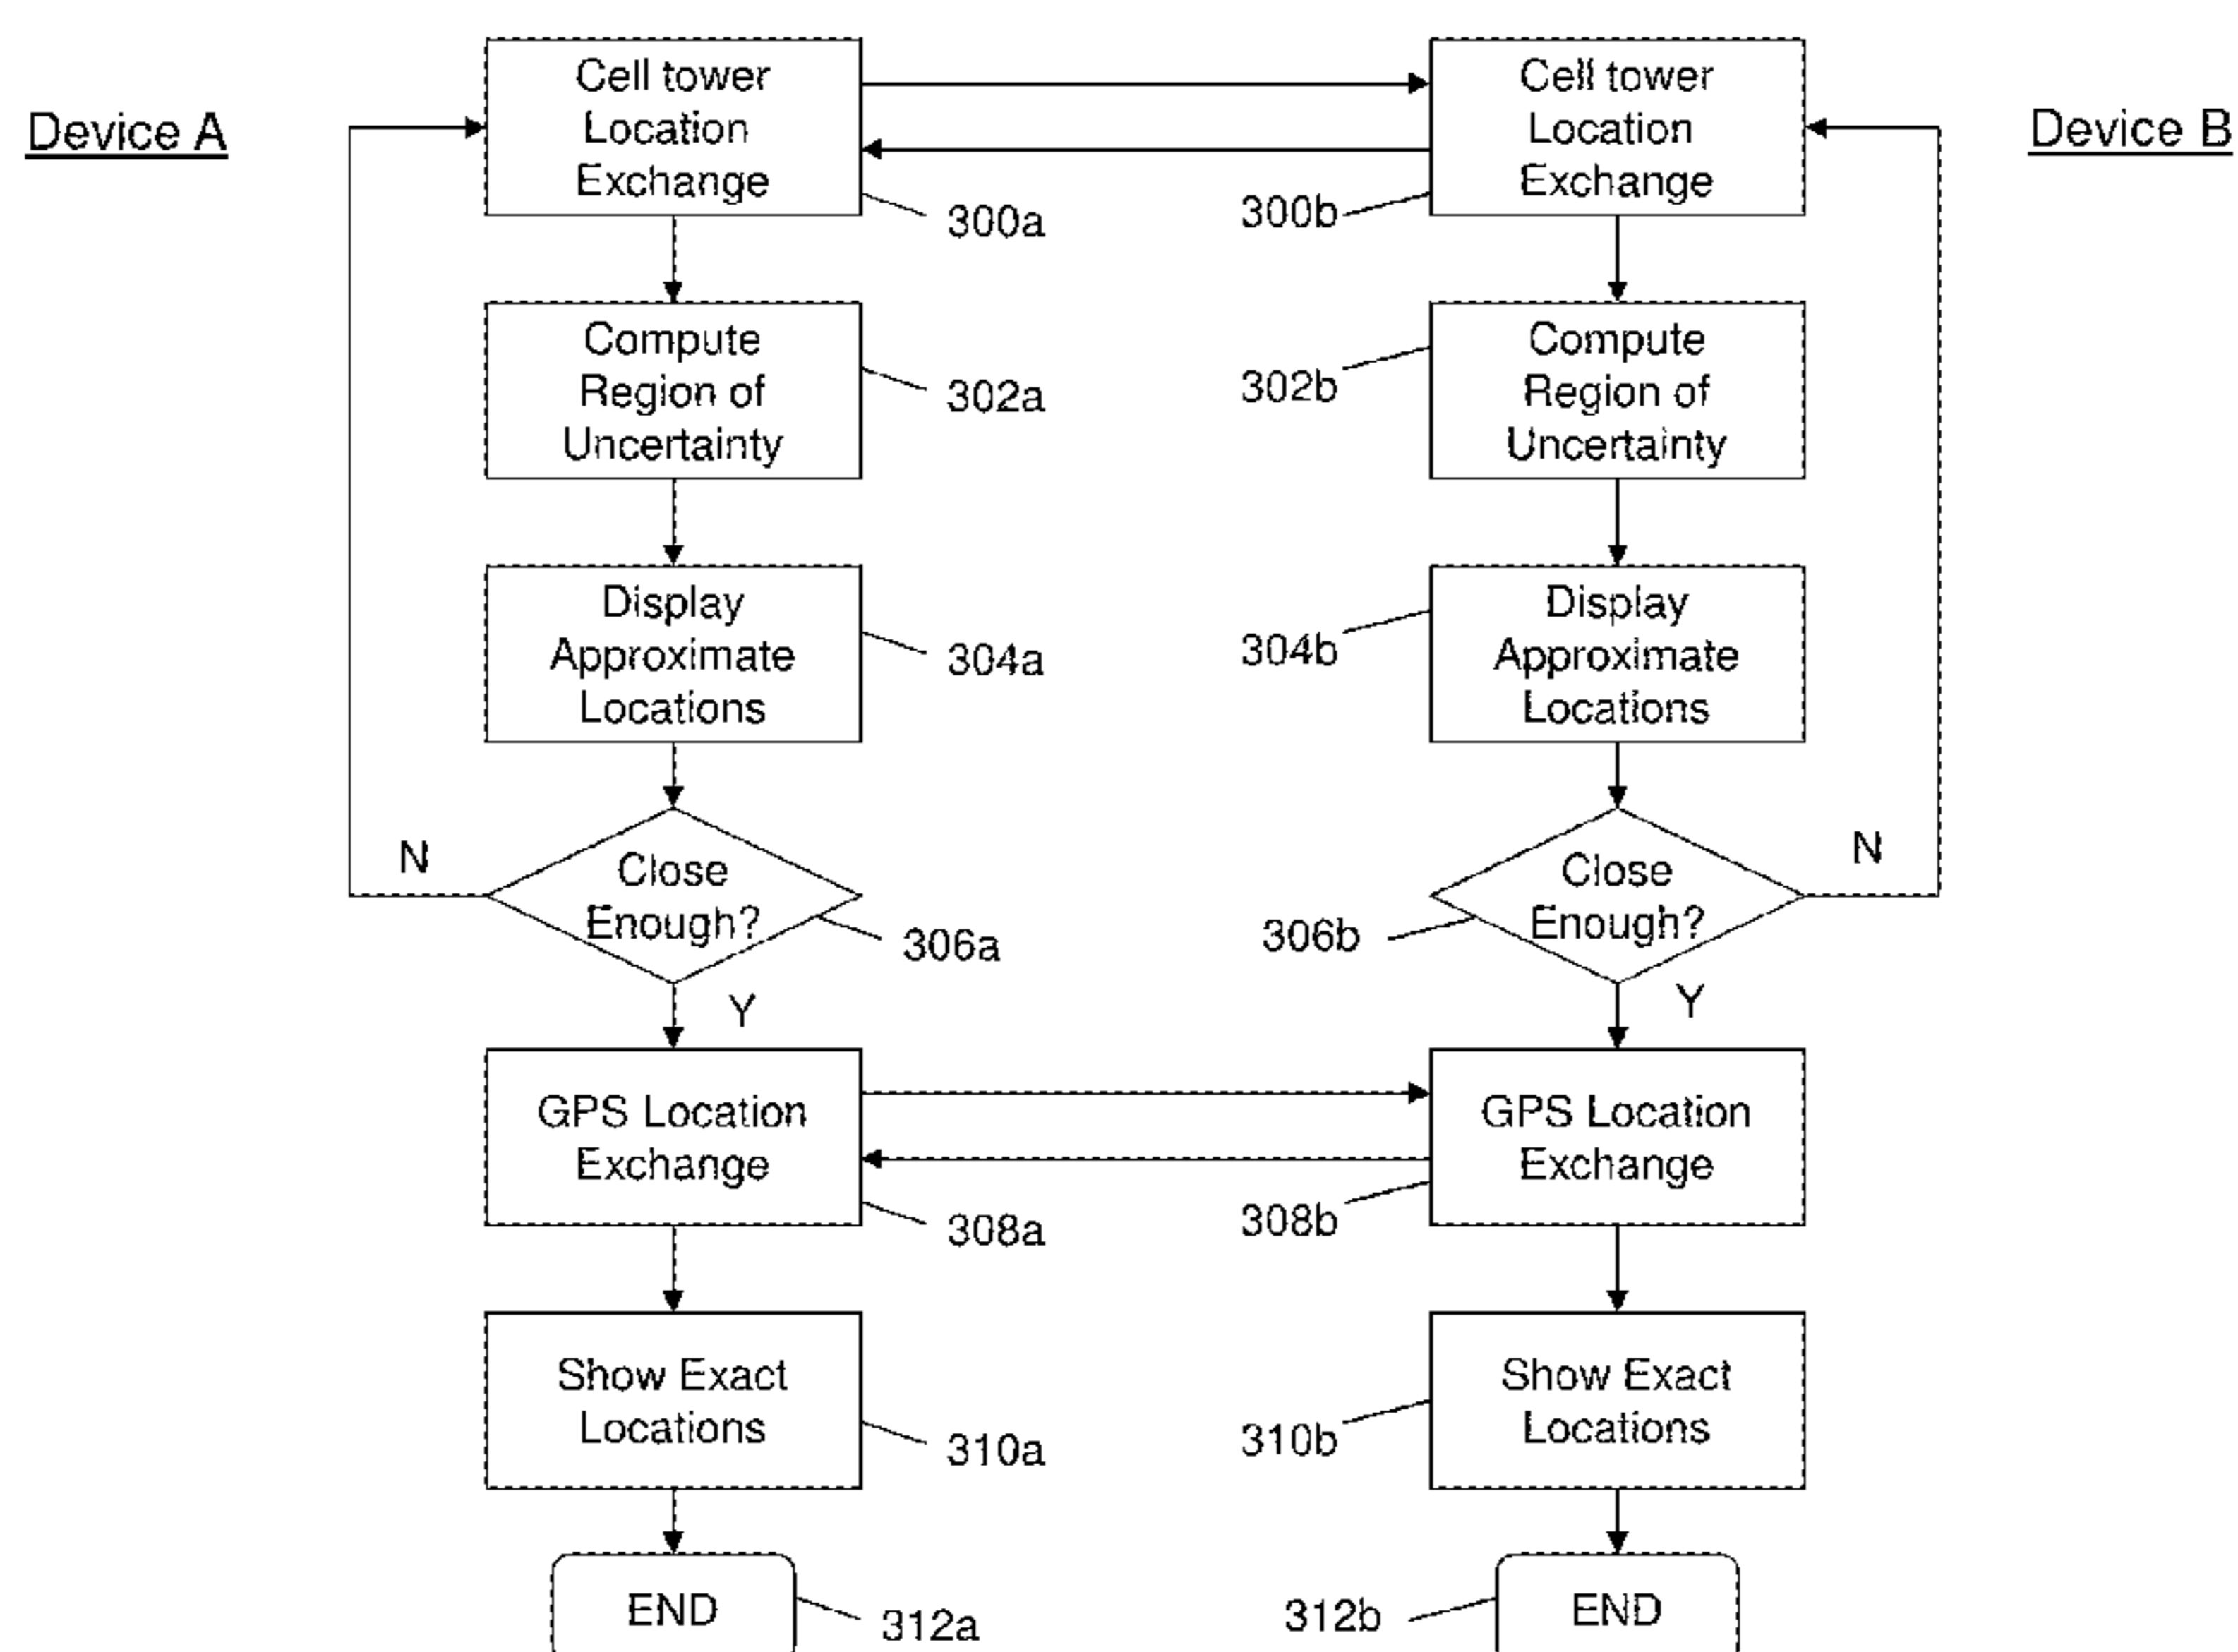 Device A
Device B
Cell tower
Location
Exchange
300a
Cell tower
Location
Exchange
300b
Compute
Region of
Uncertainty
302a
Compute
Region of
Uncertainty
302b
Display
Approximate
Locations
304a
Display
Approximate
Locations
304b
N
Close
Enough?
306a
Y
N
Close
Enough?
306b
Y
GPS Location
Exchange
308a
GPS Location
Exchange
308b
Show Exact
Locations
310a
Show Exact
Locations
310b
END
312a
END
312b